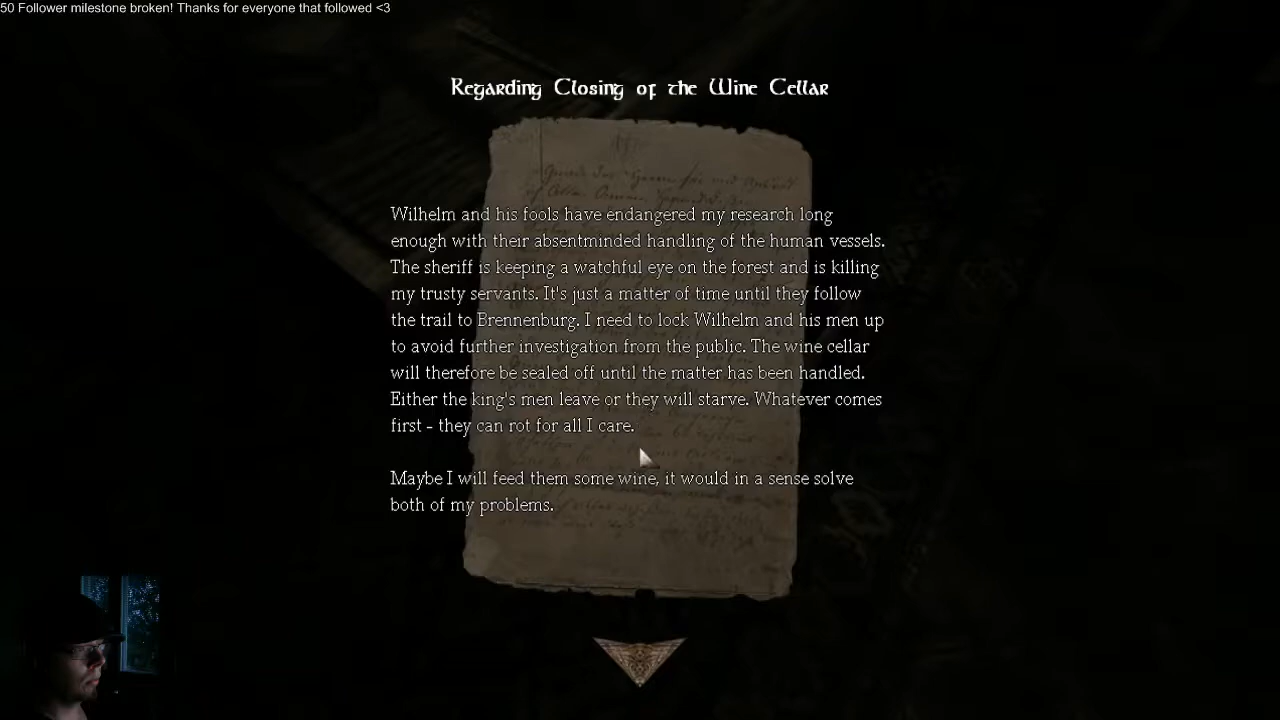 50 Follower milestone broken! Thanks for everyone that followed <3
Regarding Closing of the Wine Cellar
Wilhelm and his fools have endangered my research long
enough with their absentminded handling of the human vessels.
The sheriff is keeping a watchful eye on the forest and is killing
my trusty servants. It's just a matter of time until they follow
the trail to Brennenburg. I need to lock Wilhelm and his men up
to avoid further investigation from the public. The wine cellar
will therefore be sealed off until the matter has been handled.
Either the king's men leave or they will starve. Whatever comes
first - they can rot for all I care.
Maybe I will feed them some wine, it would in a sense solve
both of my problems.